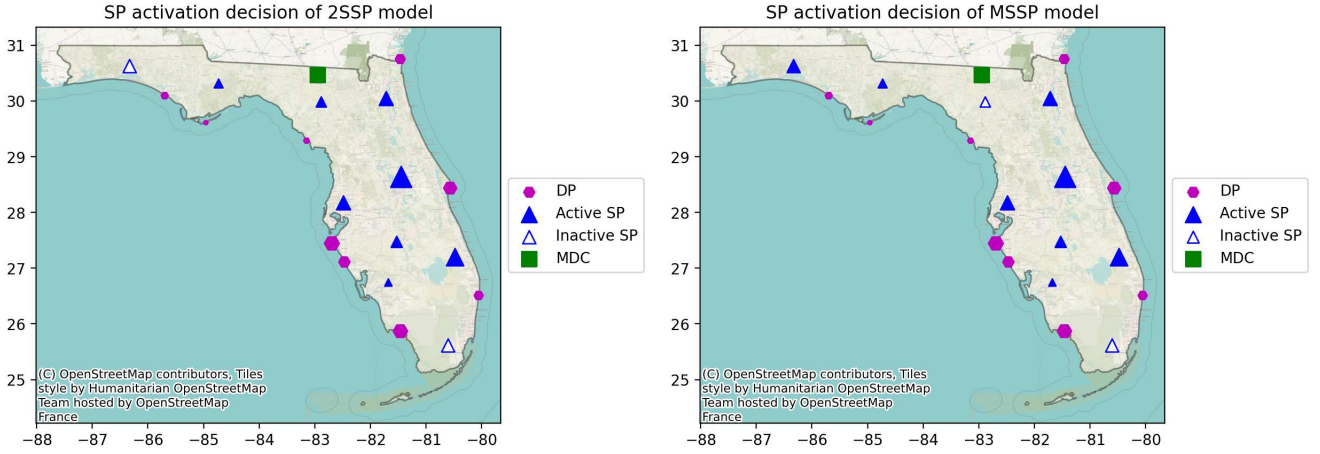 SP activation decision of 2SSP model
31
30
29
28
27
26
25
−88 −87 −86 −85 −84 −83 −82 −81 −80
(C) OpenStreetMap contributors, Tiles
style by Humanitarian OpenStreetMap
Team hosted by OpenStreetMap
France
DP
Active SP
Inactive SP
MDC
SP activation decision of MSSP model
31
30
29
28
27
26
25
−88 −87 −86 −85 −84 −83 −82 −81 −80
(C) OpenStreetMap contributors, Tiles
style by Humanitarian OpenStreetMap
Team hosted by OpenStreetMap
France
DP
Active SP
Inactive SP
MDC